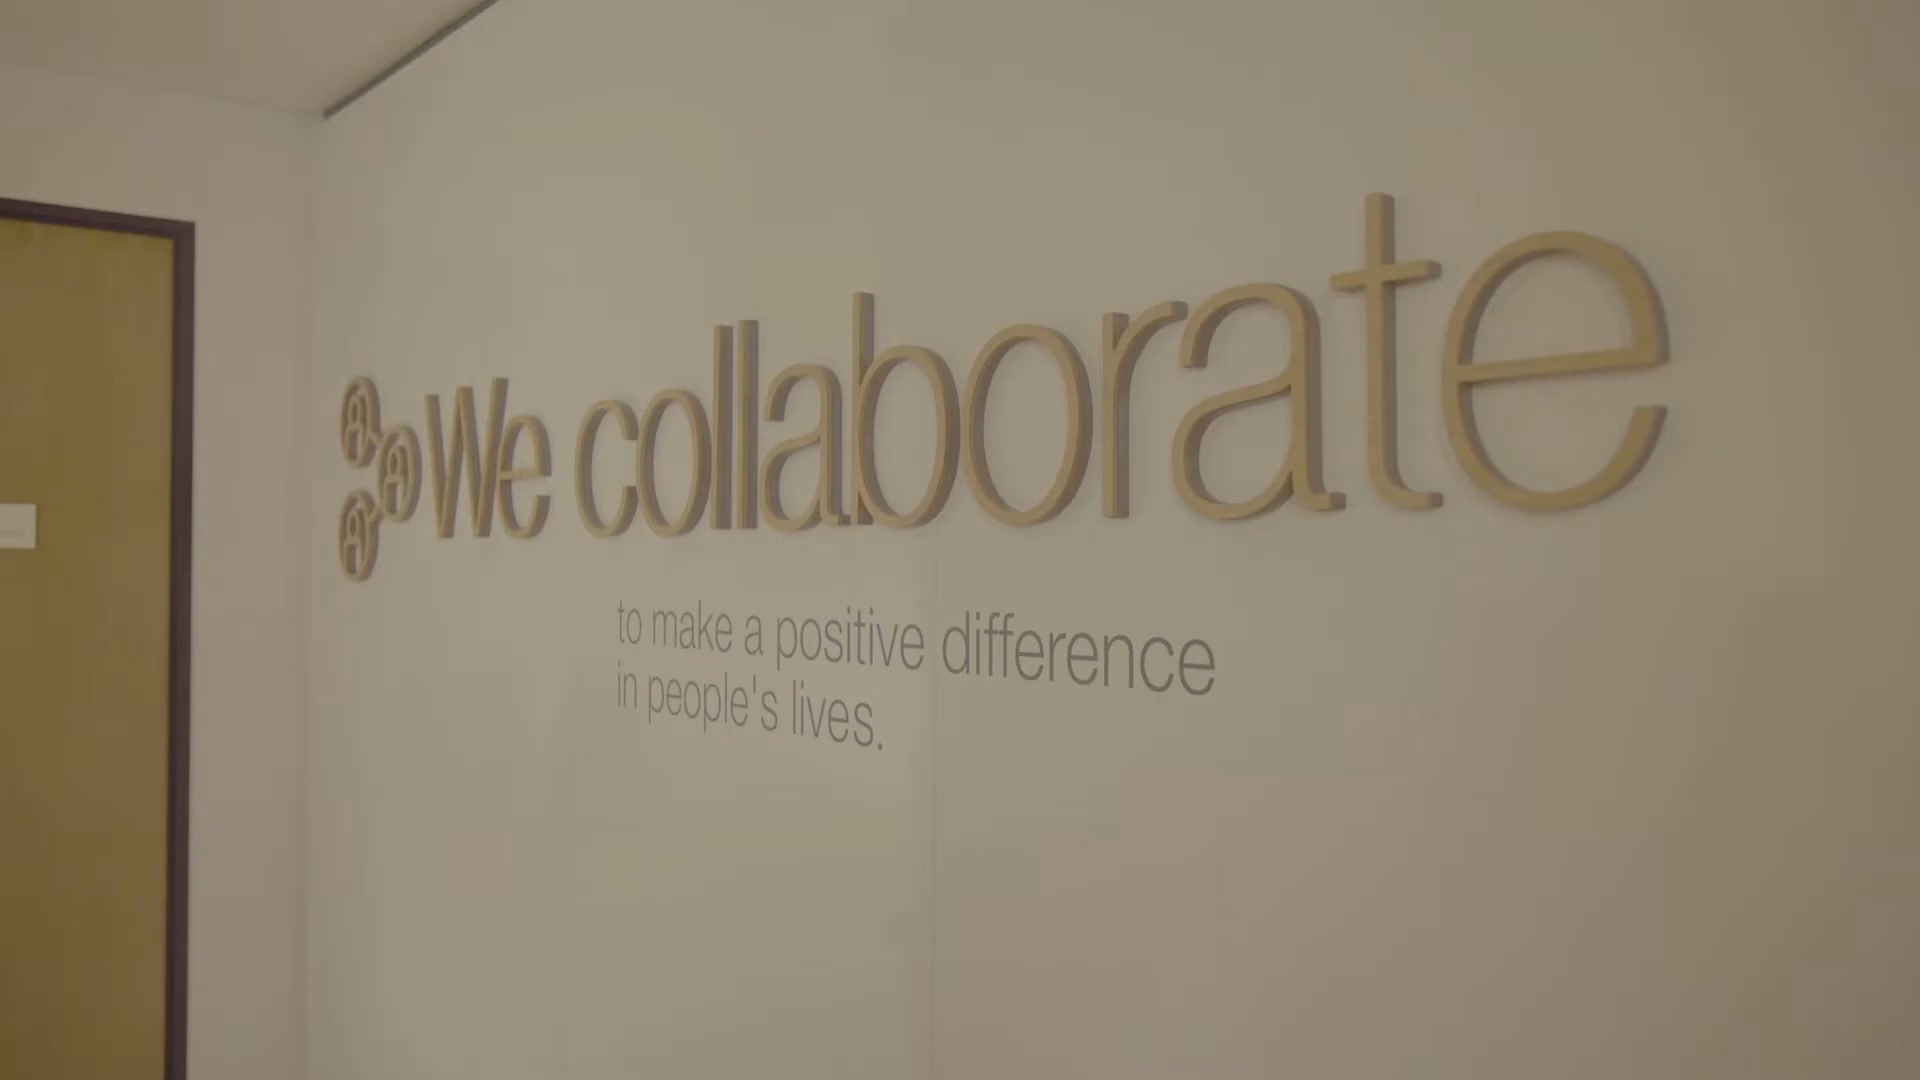 We collaborate
to make a positive difference
in people's lives.